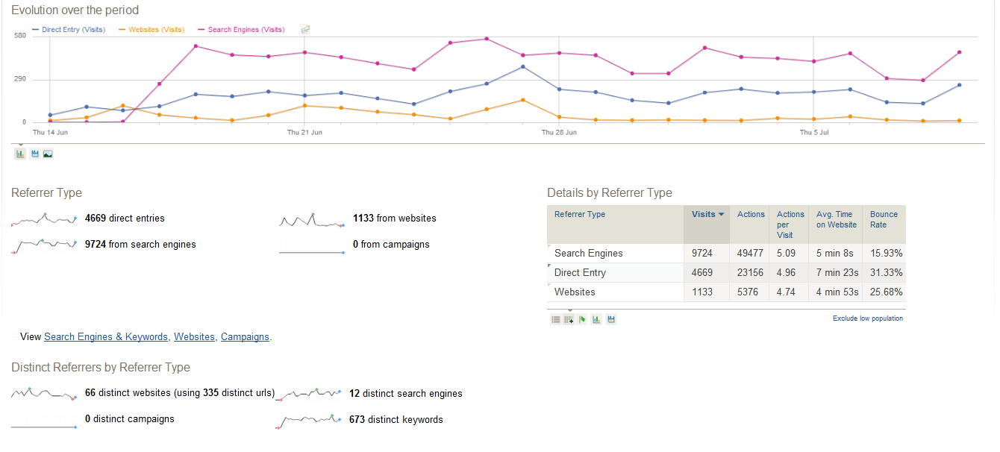 Evolution over the period
Direct Entry (Visits) Websites (Visits) Search Engines (Visits)
580
290
0
Thu 14 Jun Thu 21 Jun Thu 28 Jun Thu 5 Jul
Referrer Type
4669 direct entries
1133 from websites
9724 from search engines
0 from campaigns
Details by Referrer Type
Referrer Type Visits Actions Actions per Visit Avg. Time on Website Bounce Rate
Search Engines 9724 49477 5.09 5 min 8s 15.93%
Direct Entry 4669 23156 4.96 7 min 23s 31.33%
Websites 1133 5376 4.74 4 min 53s 25.68%
Exclude low population
View Search Engines & Keywords, Websites, Campaigns.
Distinct Referrers by Referrer Type
66 distinct websites (using 335 distinct urls)
12 distinct search engines
0 distinct campaigns
673 distinct keywords